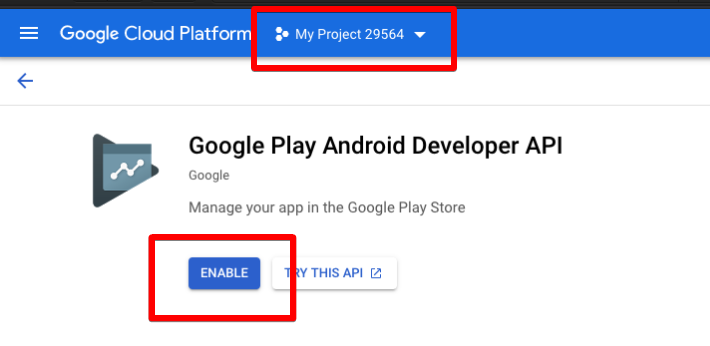 Google Cloud Platform My Project 29564
Google Play Android Developer API
Google
Manage your app in the Google Play Store
ENABLE TRY THIS API